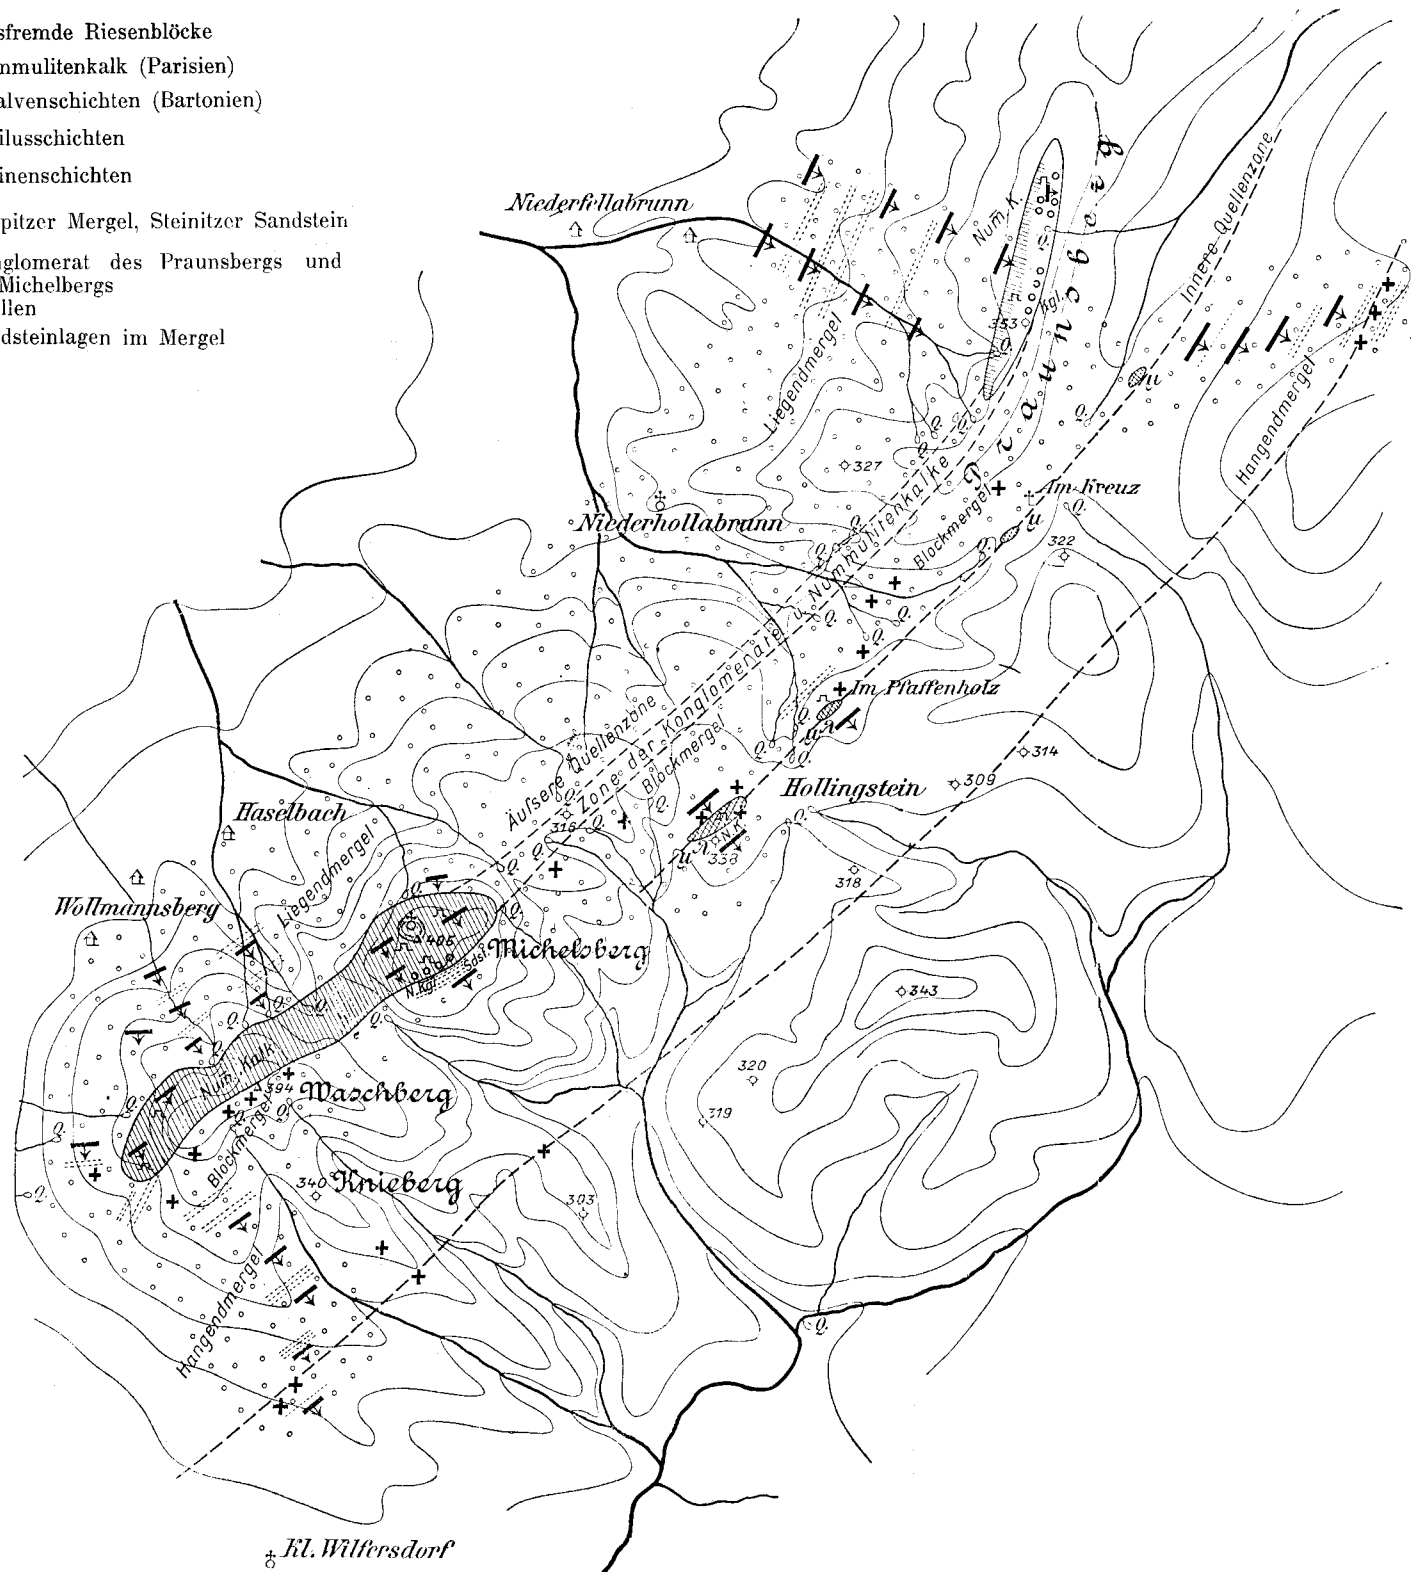 sfremde Riesenblöcke
nmulitenkalk (Parisien)
alvenschichten (Bartonien)
ilusschichten
inenschichten
pitzer Mergel, Steinitzer Sandstein
glomerat des Praunsbergs und
Michelbergs
llen
dsteinlagen im Mergel
Niederfellabrunn
Num. K.
Praunsberg
Innere Quellenzone
353
Kgl.
Liegendmergel
Hangendmergel
u
Q.
327
Am Kreuz
Niederhollabrunn
Blockmergel
u
322
Äußere Quellenzone
Zone der Konglomerate u. Nummulitenkalke
Im Pfaffenholz
Blockmergel
314
309
Hollingstein
316
N.K.
338
318
Haselbach
Liegendmergel
Wollmannsberg
405
Michelsberg
N.Kgl.
Sdst.
343
Num. Kalk
394
Waschberg
320
319
Blockmergel
340
Knieberg
303
Hangendmergel
Q.
Kl. Wilfersdorf